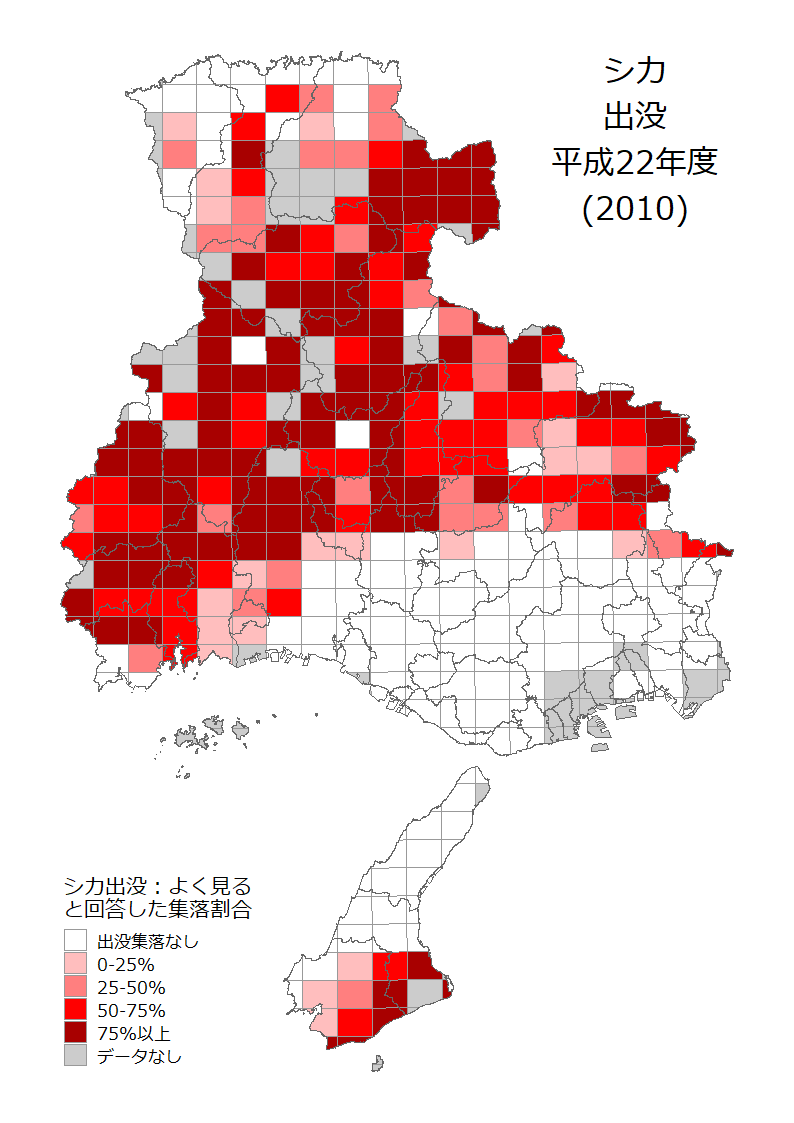 シカ
出没
平成22年度
(2010)
シカ出没：よく見る
と回答した集落割合
出没集落なし
0-25%
25-50%
50-75%
75%以上
データなし